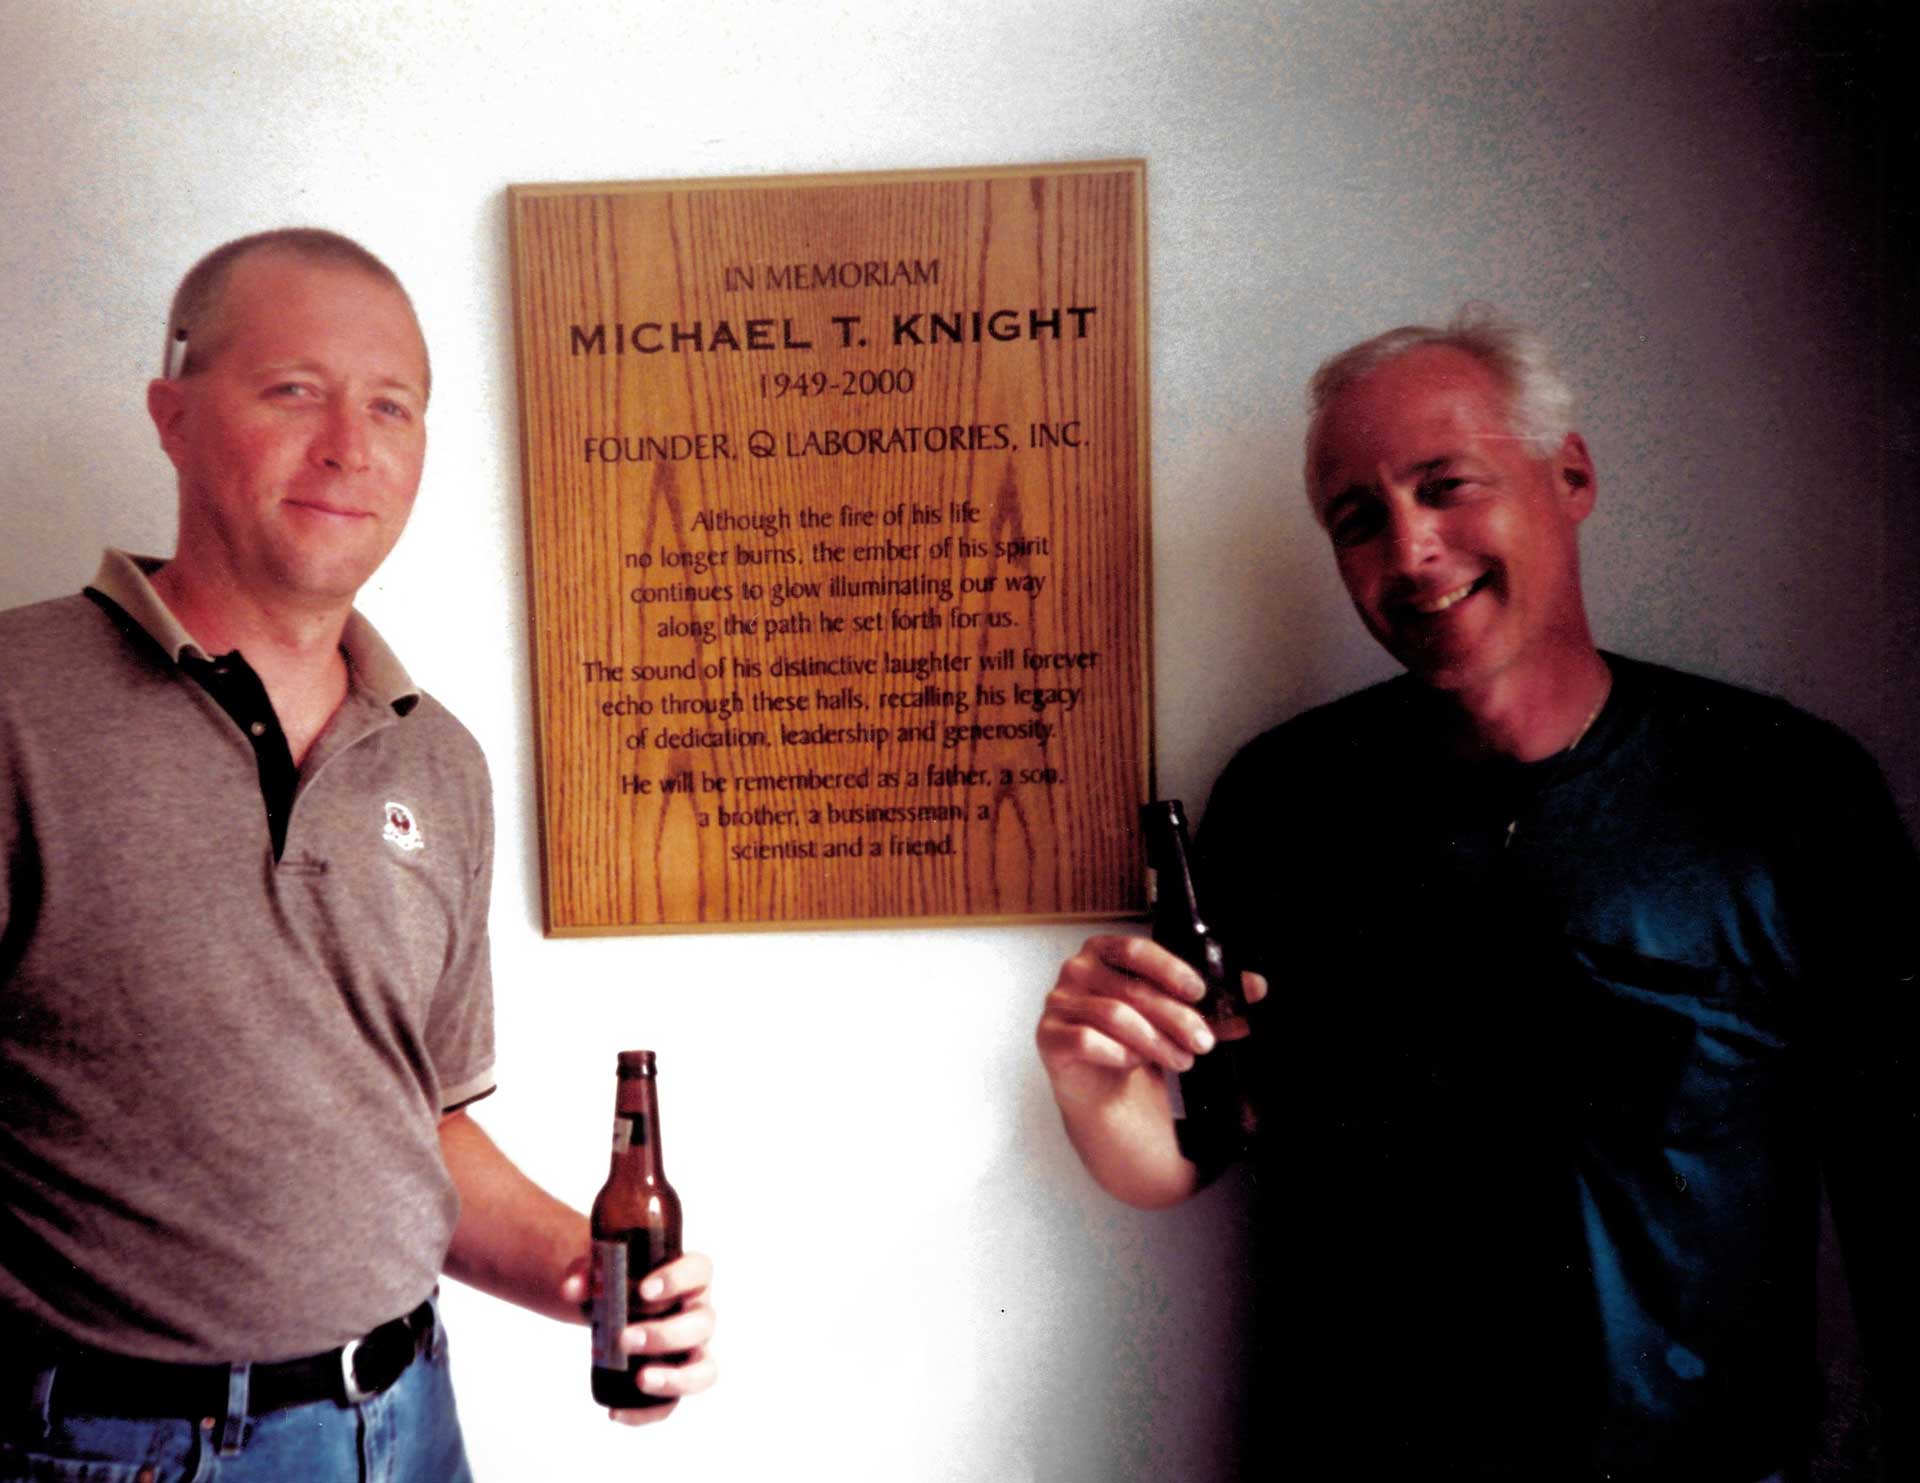 IN MEMORIAM
MICHAEL T. KNIGHT
1949-2000
FOUNDER, Q LABORATORIES, INC.
Although the fire of his life
no longer burns, the ember of his spirit
continues to glow illuminating our way
along the path he set forth for us.
The sound of his distinctive laughter will forever
echo through these halls, recalling his legacy
of dedication, leadership and generosity.
He will be remembered as a father, a son,
a brother, a businessman, a
scientist and a friend.